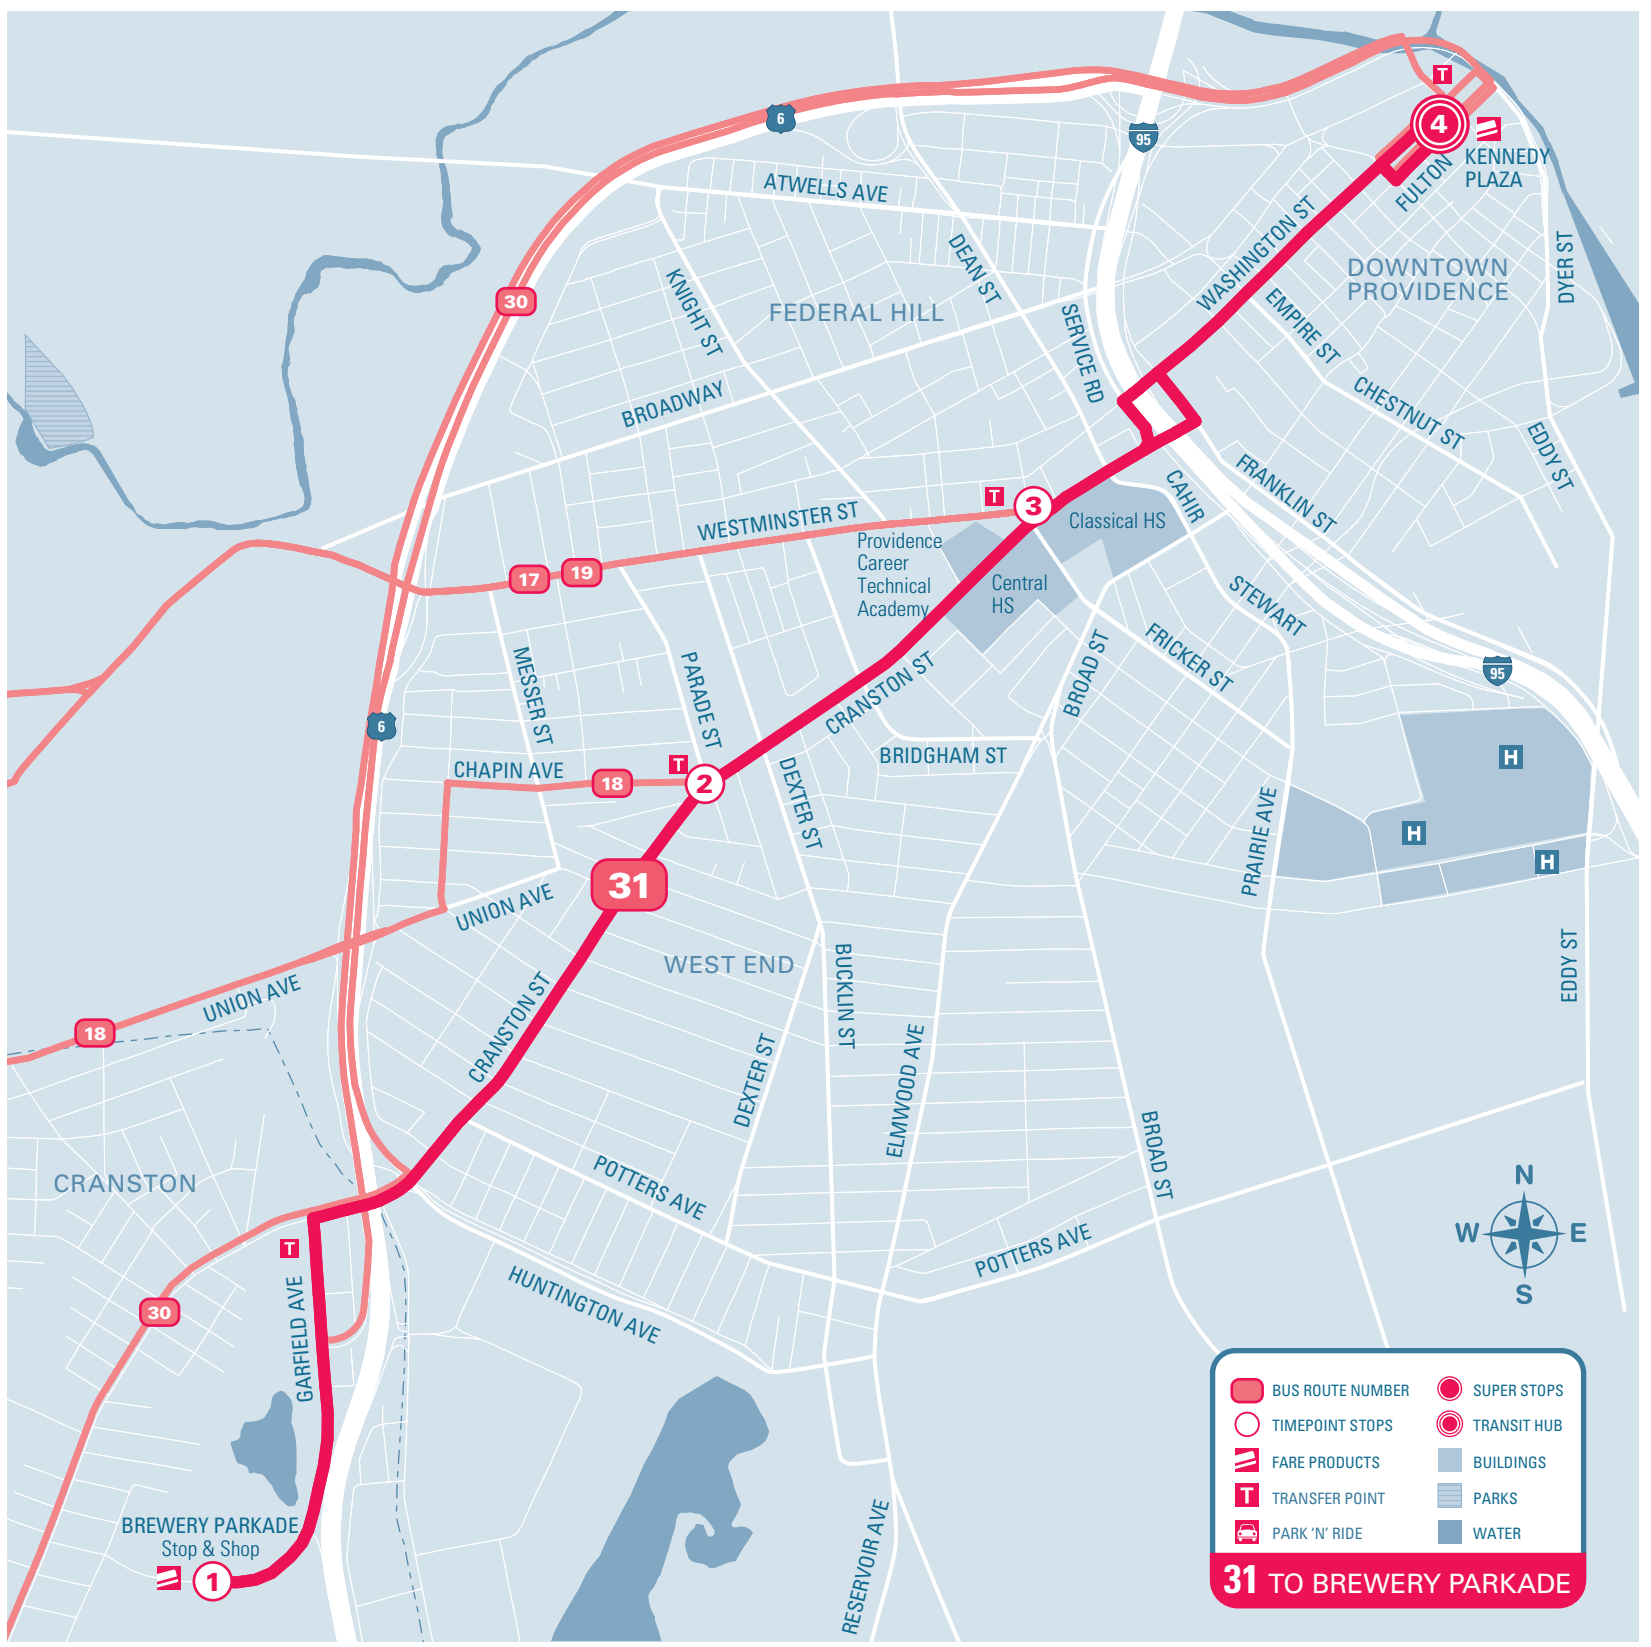 T
6
4
95
KENNEDY
PLAZA
FULTON
ATWELLS AVE
WASHINGTON ST
DEAN ST
DYER ST
DOWNTOWN
PROVIDENCE
KNIGHT ST
30
FEDERAL HILL
EMPIRE ST
SERVICE RD
BROADWAY
CHESTNUT ST
EDDY ST
FRANKLIN ST
CAHIR
T
3
WESTMINSTER ST
Classical HS
Providence
Career
Technical
Academy
Central
HS
17
19
STEWART
FRICKER ST
BROAD ST
MESSER ST
PARADE ST
CRANSTON ST
95
6
BRIDGHAM ST
H
T
CHAPIN AVE
18
2
DEXTER ST
PRAIRIE AVE
H
H
31
UNION AVE
WEST END
BUCKLIN ST
EDDY ST
UNION AVE
18
CRANSTON ST
DEXTER ST
ELMWOOD AVE
BROAD ST
CRANSTON
POTTERS AVE
N
W
E
S
T
POTTERS AVE
HUNTINGTON AVE
30
GARFIELD AVE
BREWERY PARKADE
Stop & Shop
1
RESERVOIR AVE
BUS ROUTE NUMBER
SUPER STOPS
TIMEPOINT STOPS
TRANSIT HUB
FARE PRODUCTS
BUILDINGS
T
TRANSFER POINT
PARKS
PARK ‘N’ RIDE
WATER
31 TO BREWERY PARKADE